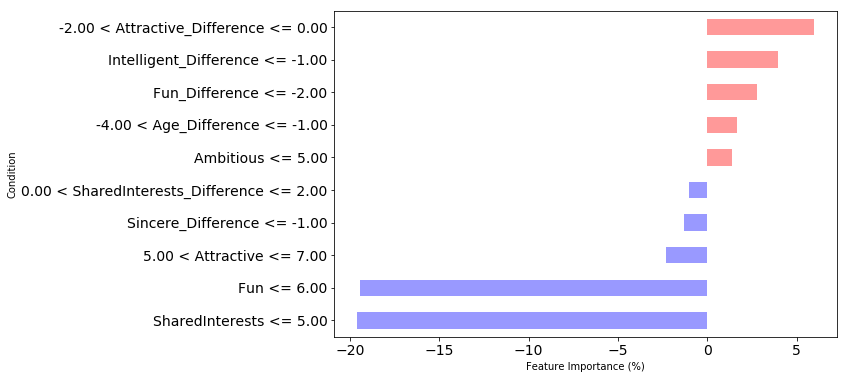 -2.00 < Attractive_Difference <= 0.00
Intelligent_Difference <= -1.00
Fun_Difference <= -2.00
-4.00 < Age_Difference <= -1.00
Ambitious <= 5.00
0.00 < SharedInterests_Difference <= 2.00
Sincere_Difference <= -1.00
5.00 < Attractive <= 7.00
Fun <= 6.00
SharedInterests <= 5.00
Condition
−20 −15 −10 −5 0 5
Feature Importance (%)